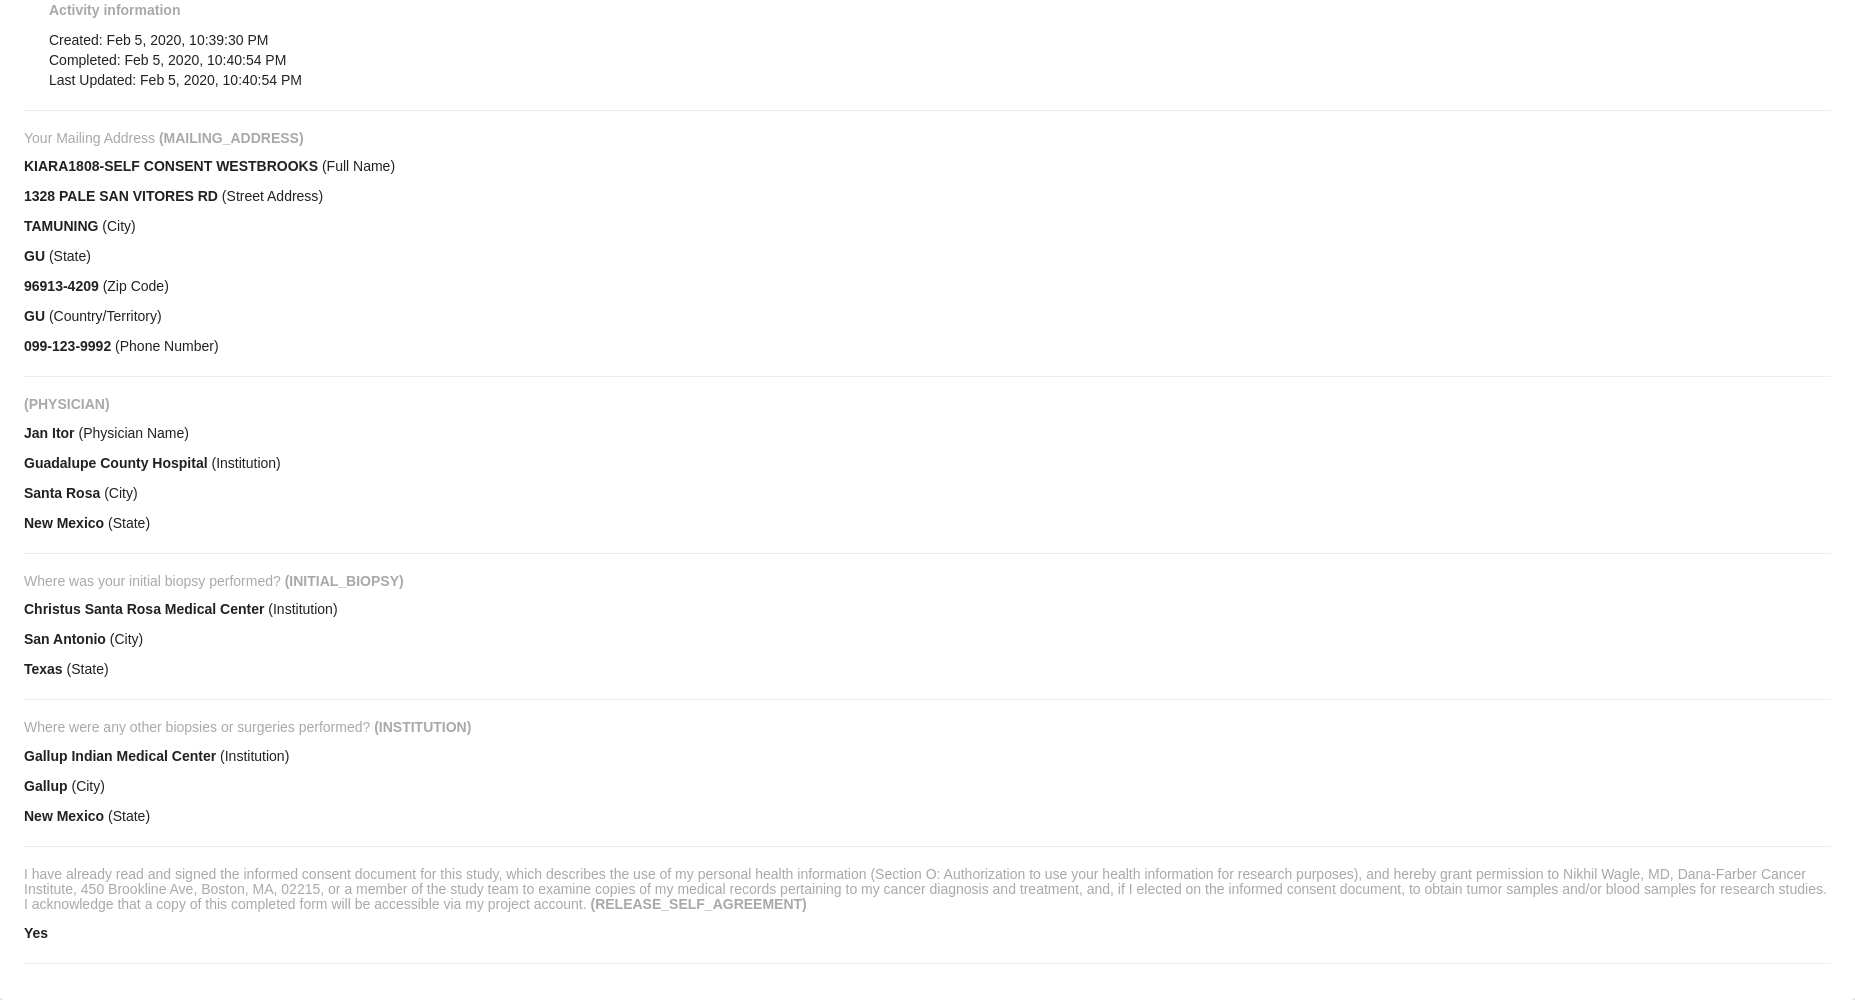 Activity information
Created: Feb 5, 2020, 10:39:30 PM
Completed: Feb 5, 2020, 10:40:54 PM
Last Updated: Feb 5, 2020, 10:40:54 PM
Your Mailing Address (MAILING_ADDRESS)
KIARA1808-SELF CONSENT WESTBROOKS (Full Name)
1328 PALE SAN VITORES RD (Street Address)
TAMUNING (City)
GU (State)
96913-4209 (Zip Code)
GU (Country/Territory)
099-123-9992 (Phone Number)
(PHYSICIAN)
Jan Itor (Physician Name)
Guadalupe County Hospital (Institution)
Santa Rosa (City)
New Mexico (State)
Where was your initial biopsy performed? (INITIAL_BIOPSY)
Christus Santa Rosa Medical Center (Institution)
San Antonio (City)
Texas (State)
Where were any other biopsies or surgeries performed? (INSTITUTION)
Gallup Indian Medical Center (Institution)
Gallup (City)
New Mexico (State)
I have already read and signed the informed consent document for this study, which describes the use of my personal health information (Section O: Authorization to use your health information for research purposes), and hereby grant permission to Nikhil Wagle, MD, Dana-Farber Cancer
Institute, 450 Brookline Ave, Boston, MA, 02215, or a member of the study team to examine copies of my medical records pertaining to my cancer diagnosis and treatment, and, if I elected on the informed consent document, to obtain tumor samples and/or blood samples for research studies.
I acknowledge that a copy of this completed form will be accessible via my project account. (RELEASE_SELF_AGREEMENT)
Yes